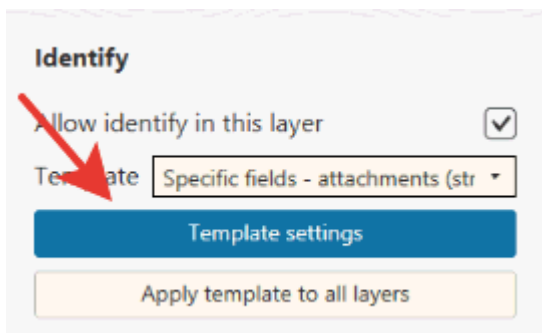 Identify
Allow identify in this layer
Template Specific fields - attachments (str
Template settings
Apply template to all layers